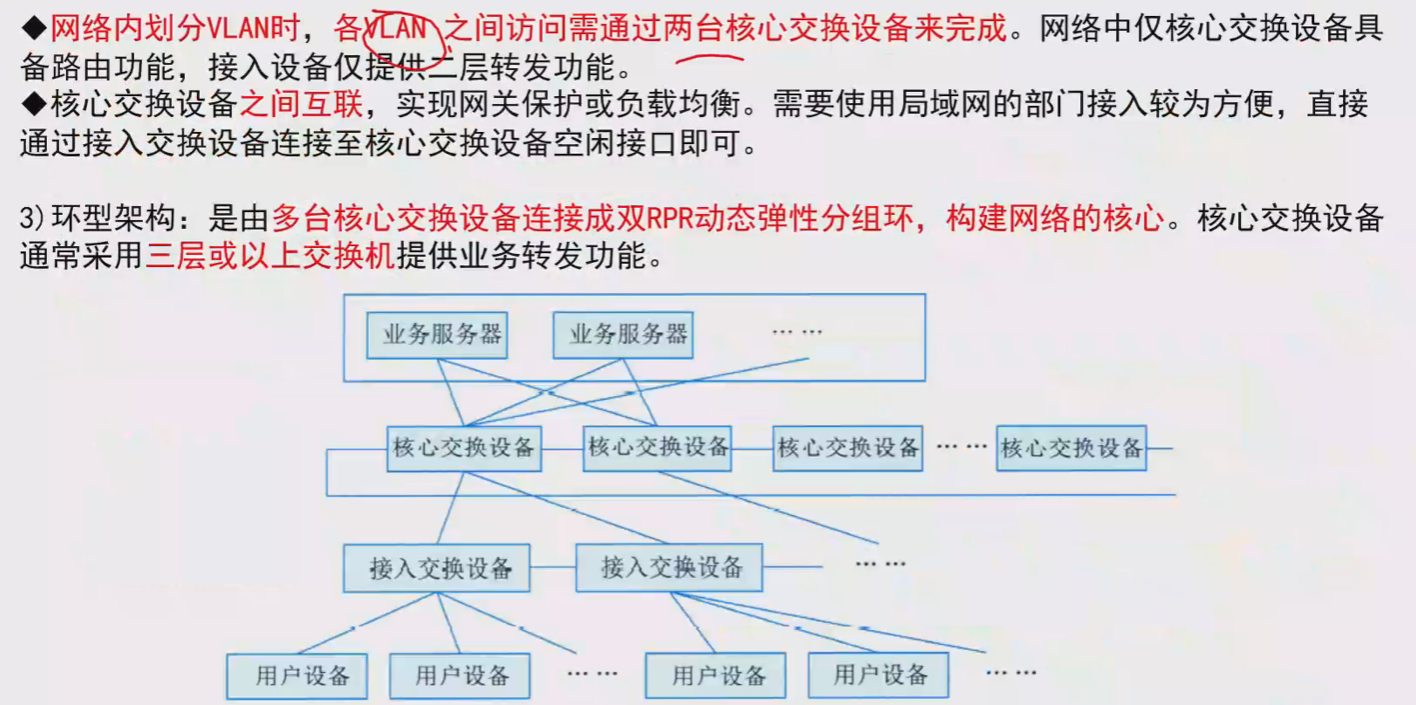 ◆网络内划分VLAN时，各VLAN 之间访问需通过两台核心交换设备来完成。网络中仅核心交换设备具
备路由功能，接入设备仅提供二层转发功能。
◆核心交换设备之间互联，实现网关保护或负载均衡。需要使用局域网的部门接入较为方便，直接
通过接入交换设备连接至核心交换设备空闲接口即可。
3)环型架构：是由多台核心交换设备连接成双RPR动态弹性分组环，构建网络的核心。核心交换设备
通常采用三层或以上交换机提供业务转发功能。
业务服务器 业务服务器 ……
核心交换设备 核心交换设备 核心交换设备 …… 核心交换设备
接入交换设备 接入交换设备 ……
用户设备 用户设备 …… 用户设备 用户设备 ……